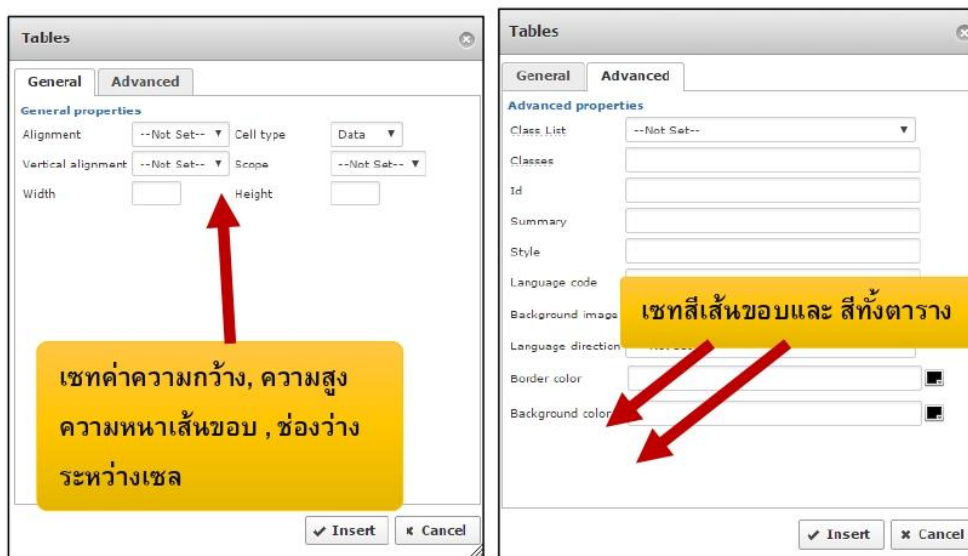 Tables
General Advanced
General properties
Alignment --Not Set-- Cell type Data
Vertical alignment --Not Set-- Scope --Not Set--
Width Height
เซทค่าความกว้าง, ความสูง
ความหนาเส้นขอบ , ช่องว่าง
ระหว่างเซล
Insert Cancel
Tables
General Advanced
Advanced properties
Class List --Not Set--
Classes
Id
Summary
Style
Language code
Background image
เซทสีเส้นขอบและ สีทั้งตาราง
Language direction
Border color
Background color
Insert Cancel